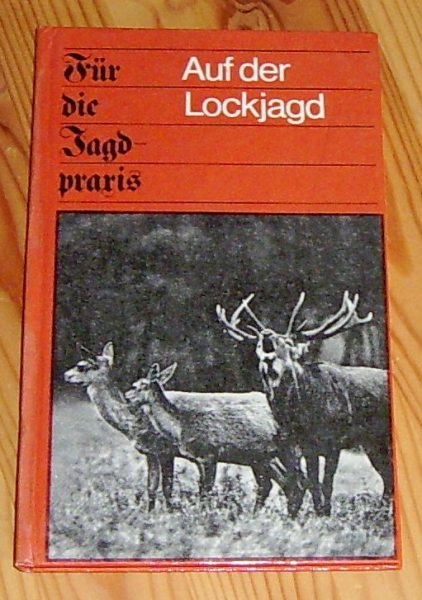 Für
die
Jagd-
praxis
Auf der
Lockjagd